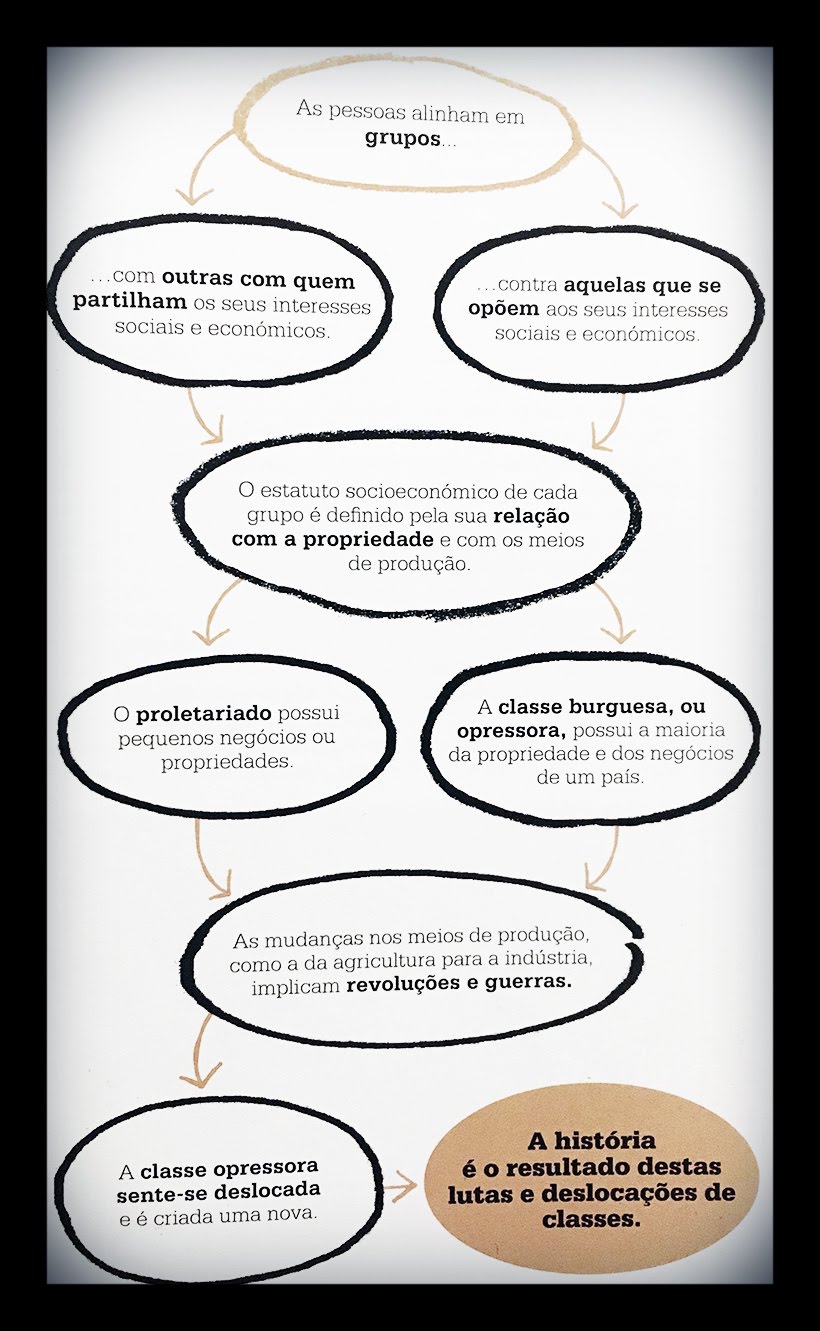 As pessoas alinham em
grupos...
...com outras com quem
partilham os seus interesses
sociais e económicos.
...contra aquelas que se
opõem aos seus interesses
sociais e económicos.
O estatuto socioeconómico de cada
grupo é definido pela sua relação
com a propriedade e com os meios
de produção.
O proletariado possui
pequenos negócios ou
propriedades.
A classe burguesa, ou
opressora, possui a maioria
da propriedade e dos negócios
de um país.
As mudanças nos meios de produção,
como a da agricultura para a indústria,
implicam revoluções e guerras.
A classe opressora
sente-se deslocada
e é criada uma nova.
A história
é o resultado destas
lutas e deslocações de
classes.